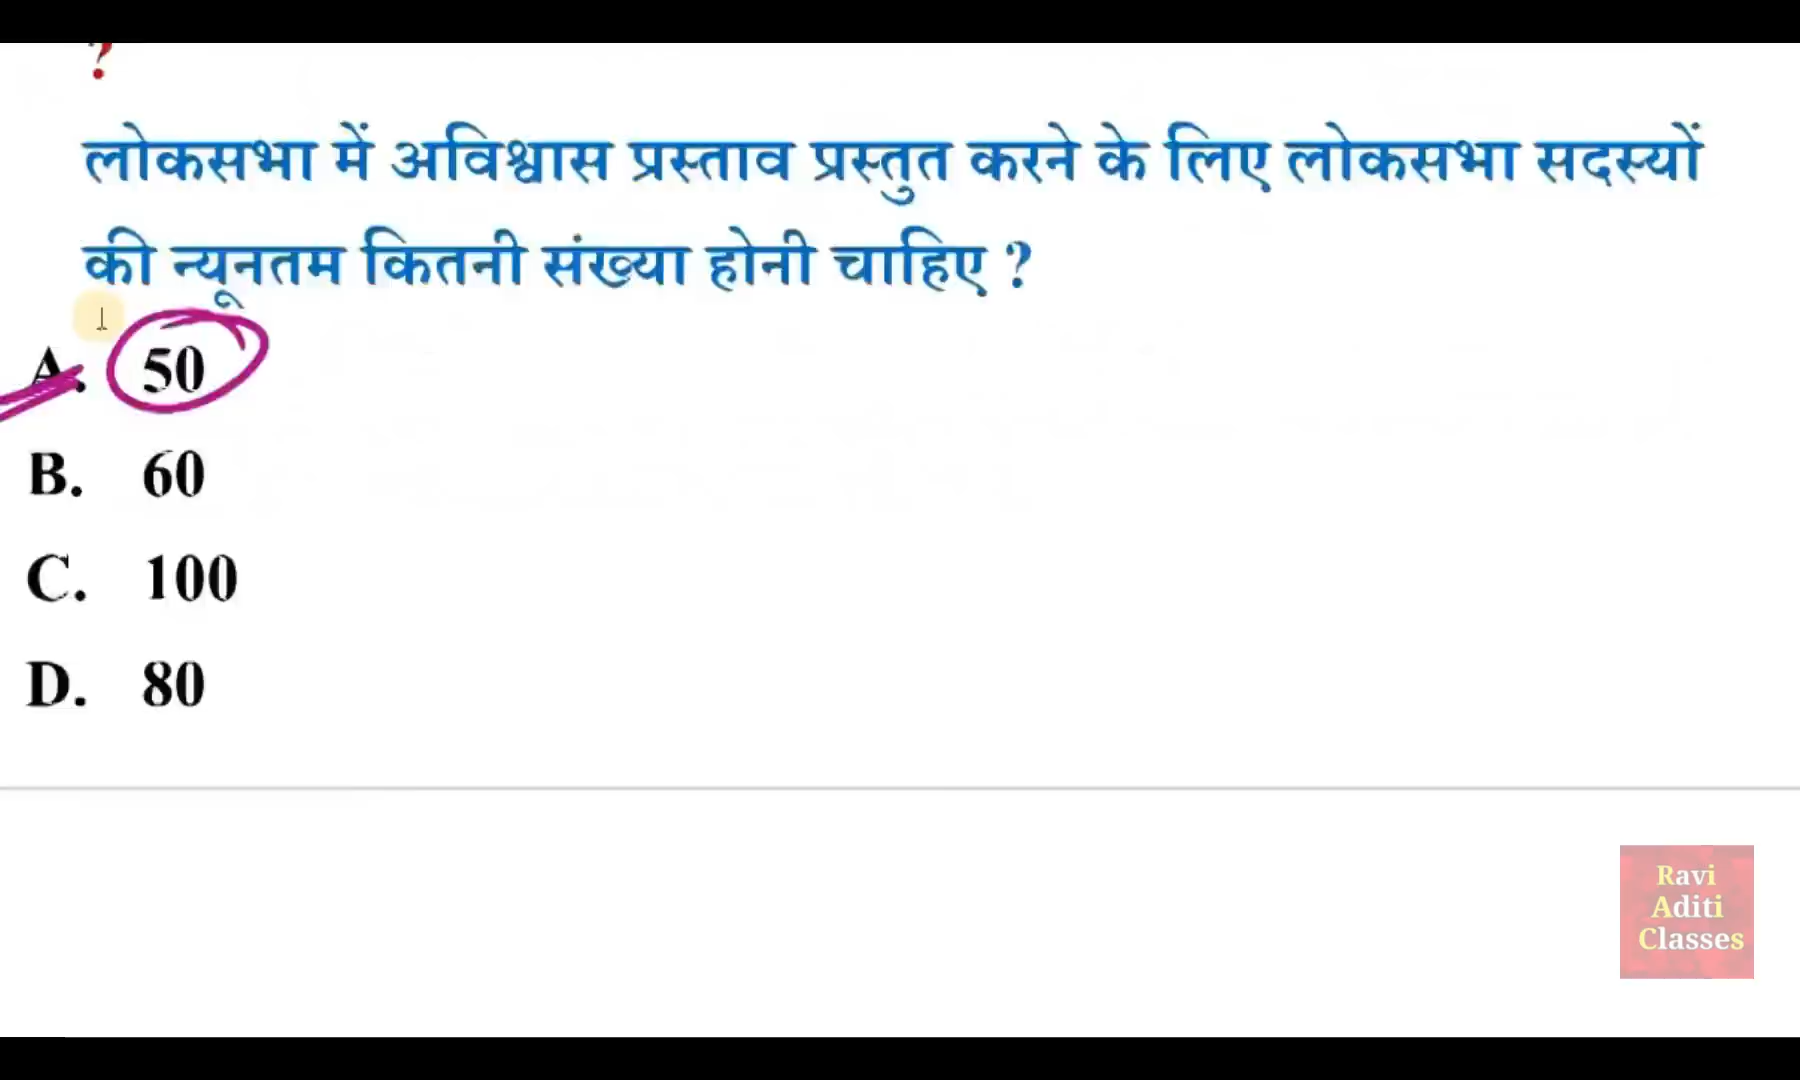 ?
लोकसभा में अविश्वास प्रस्ताव प्रस्तुत करने के लिए लोकसभा सदस्यों
की न्यूनतम कितनी संख्या होनी चाहिए ?
A. 50
B. 60
C. 100
D. 80
Ravi
Aditi
Classes